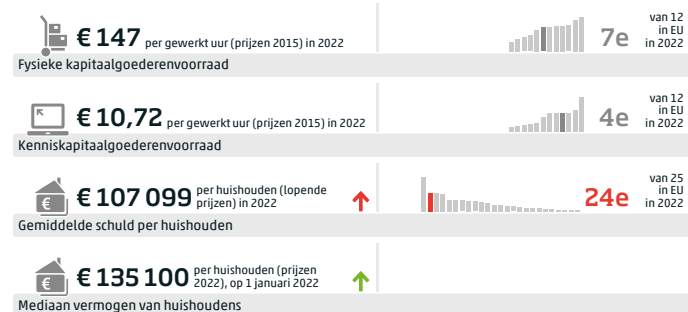 € 147 per gewerkt uur (prijzen 2015) in 2022
7e
van 12
in EU
in 2022
Fysieke kapitaalgoederenvoorraad
€ 10,72 per gewerkt uur (prijzen 2015) in 2022
4e
van 12
in EU
in 2022
Kenniskapitaalgoederenvoorraad
€
€ 107 099 per huishouden (lopende
prijzen) in 2022
24e
van 25
in EU
in 2022
Gemiddelde schuld per huishouden
€
€ 135 100 per huishouden (prijzen
2022), op 1 januari 2022
Mediaan vermogen van huishoudens